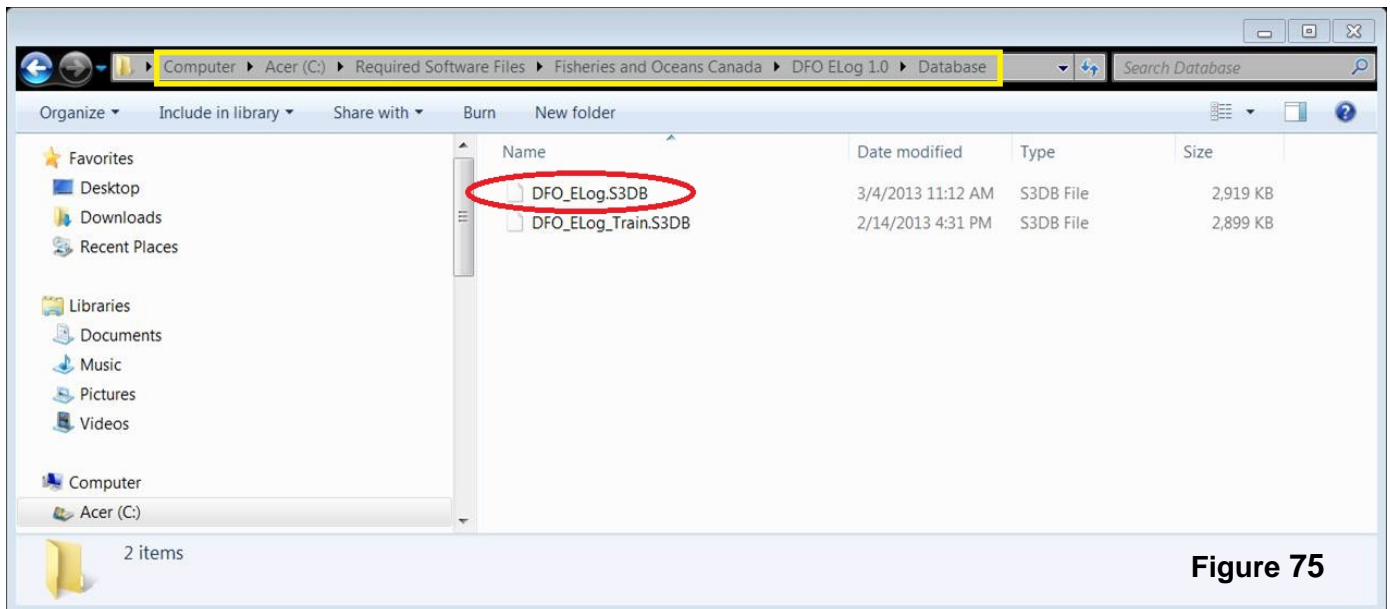 Computer Acer (C:) Required Software Files Fisheries and Oceans Canada DFO ELog 1.0 Database Search Database
Organize Include in library Share with Burn New folder
Favorites
Desktop
Downloads
Recent Places
Libraries
Documents
Music
Pictures
Videos
Computer
Acer (C:)
Name Date modified Type Size
DFO_ELog.S3DB 3/4/2013 11:12 AM S3DB File 2,919 KB
DFO_ELog_Train.S3DB 2/14/2013 4:31 PM S3DB File 2,899 KB
2 items
Figure 75